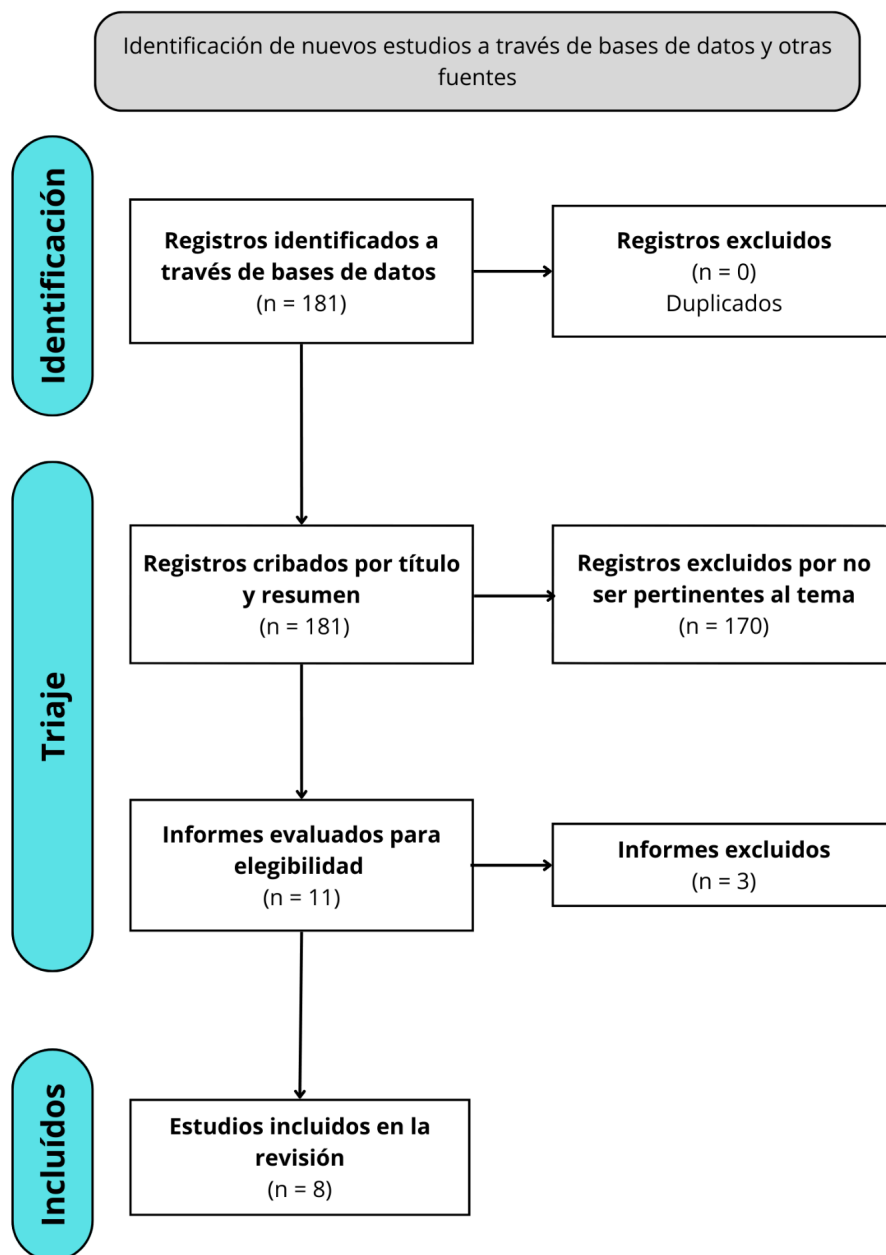 Identificación de nuevos estudios a través de bases de datos y otras
fuentes
Identificación
Registros identificados a
través de bases de datos
(n = 181)
Registros excluidos
(n = 0)
Duplicados
Triaje
Registros cribados por título
y resumen
(n = 181)
Registros excluidos por no
ser pertinentes al tema
(n = 170)
Informes evaluados para
elegibilidad
(n = 11)
Informes excluidos
(n = 3)
Incluídos
Estudios incluidos en la
revisión
(n = 8)